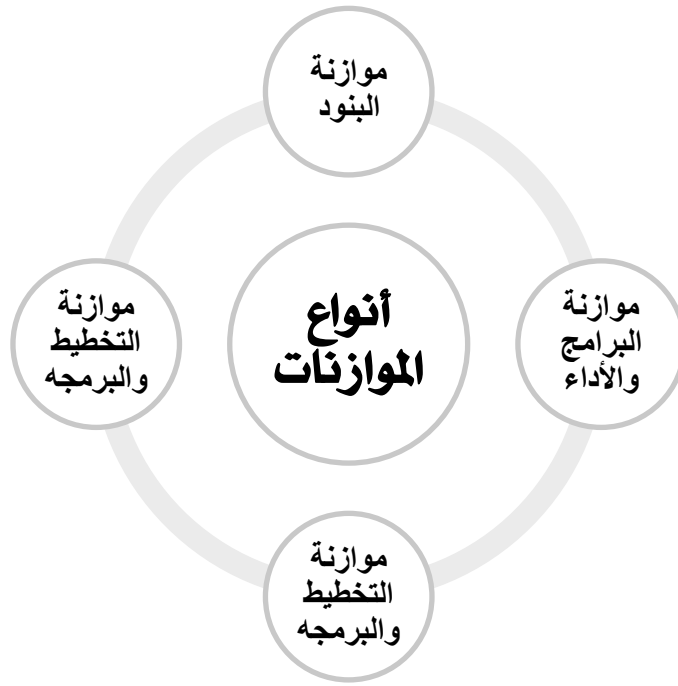 موازنة
البنود
موازنة
البرامج
والأداء
أنواع
الموازنات
موازنة
التخطيط
والبرمجه
موازنة
التخطيط
والبرمجه